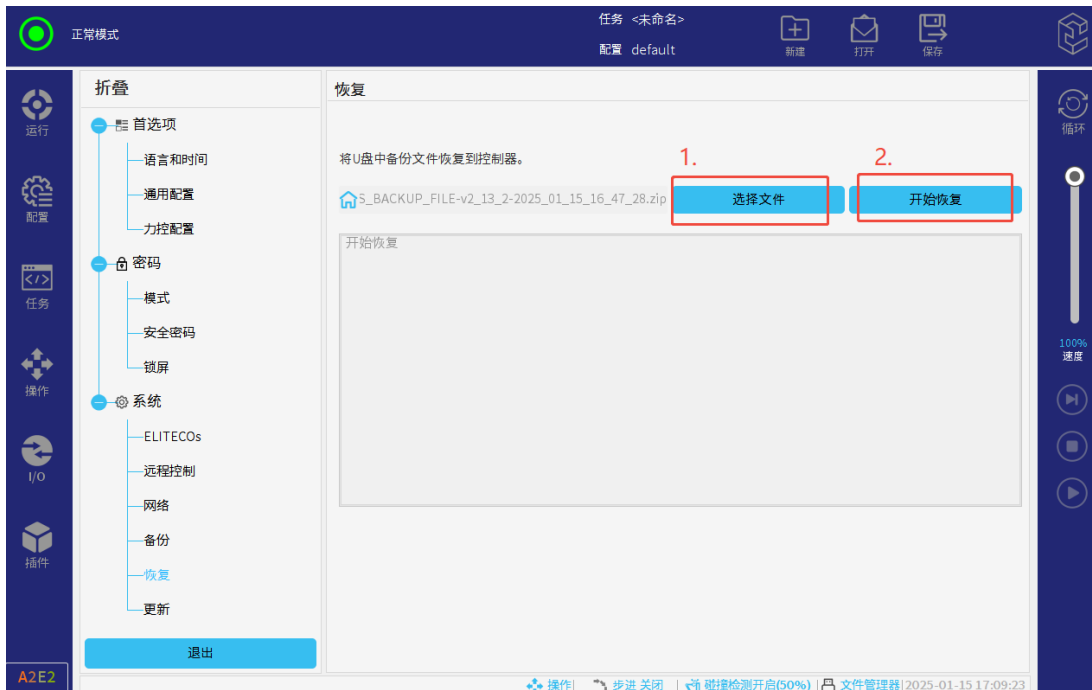 正常模式
任务 <未命名>
配置 default
新建
打开
保存
运行
配置
任务
操作
I/O
插件
A2E2
折叠
首选项
语言和时间
通用配置
力控配置
密码
模式
安全密码
锁屏
系统
ELITECOs
远程控制
网络
备份
恢复
更新
退出
恢复
将U盘中备份文件恢复到控制器。
1.
2.
S_BACKUP_FILE-v2_13_2-2025_01_15_16_47_28.zip
选择文件
开始恢复
开始恢复
循环
100%
速度
操作| 步进 关闭 | 碰撞检测开启(50%) | 文件管理器| 2025-01-15 17:09:23